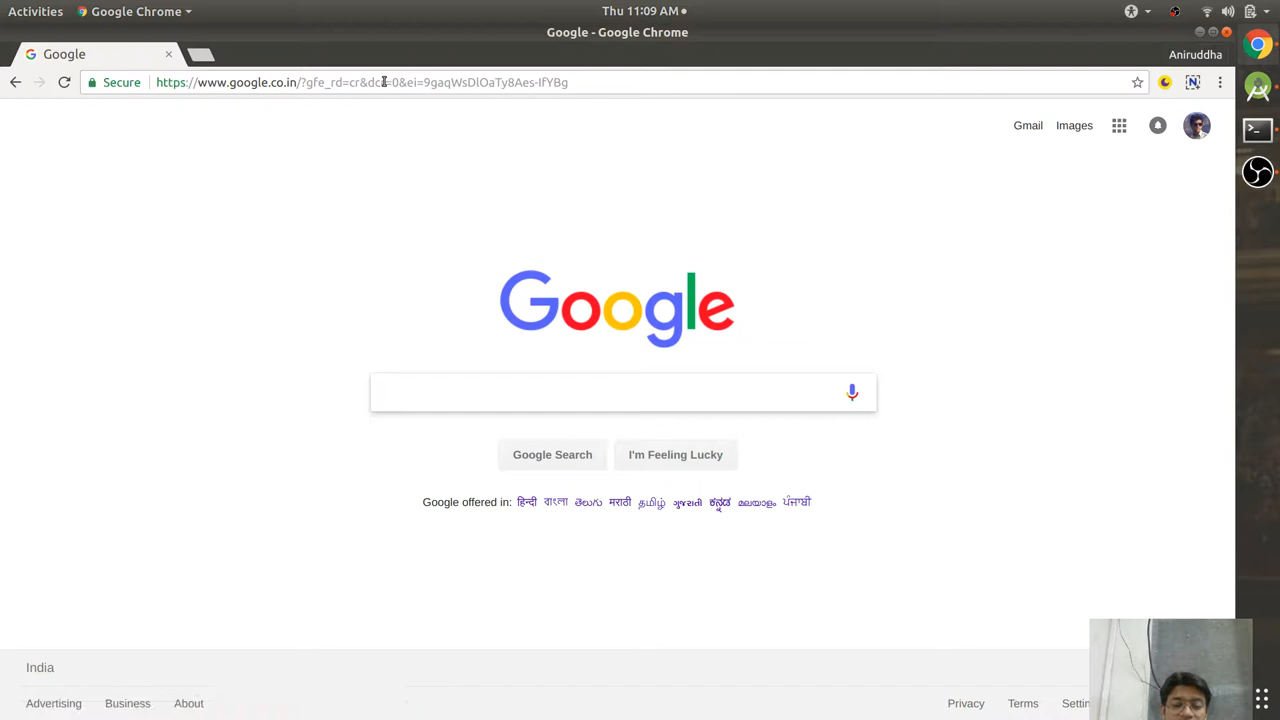 Activities Google Chrome Thu 11:09 AM
Google - Google Chrome
Google Aniruddha
Secure https://www.google.co.in/?gfe_rd=cr&dcr=0&ei=9gaqWsDlOaTy8Aes-IfYBg
Gmail Images
Google
Google Search I'm Feeling Lucky
Google offered in: हिन्दी বাংলা తెలుగు मराठी தமிழ் ગુજરાતી ಕನ್ನಡ മലയാളം ਪੰਜਾਬੀ
India
Advertising Business About Privacy Terms